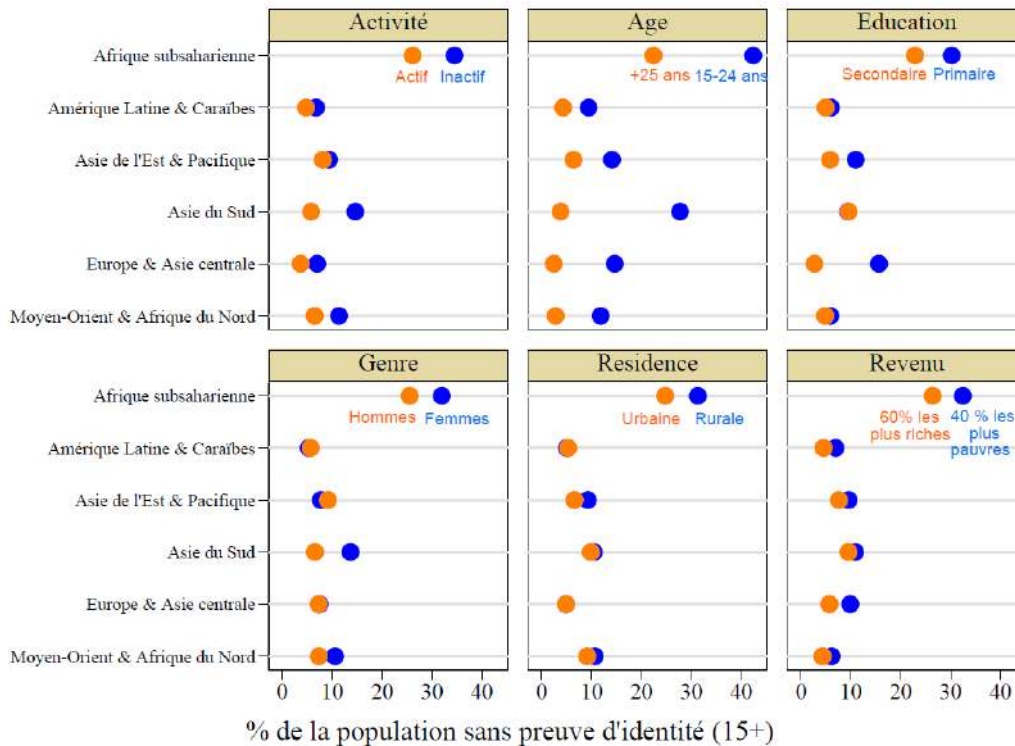 Activité
Age
Education
Afrique subsaharienne
Actif
Inactif
+25 ans
15-24 ans
Secondaire
Primaire
Amérique Latine & Caraïbes
Asie de l'Est & Pacifique
Asie du Sud
Europe & Asie centrale
Moyen-Orient & Afrique du Nord
Genre
Residence
Revenu
Afrique subsaharienne
Hommes
Femmes
Urbaine
Rurale
60% les
plus riches
40 % les
plus
pauvres
Amérique Latine & Caraïbes
Asie de l'Est & Pacifique
Asie du Sud
Europe & Asie centrale
Moyen-Orient & Afrique du Nord
0 10 20 30 40
0 10 20 30 40
0 10 20 30 40
% de la population sans preuve d'identité (15+)